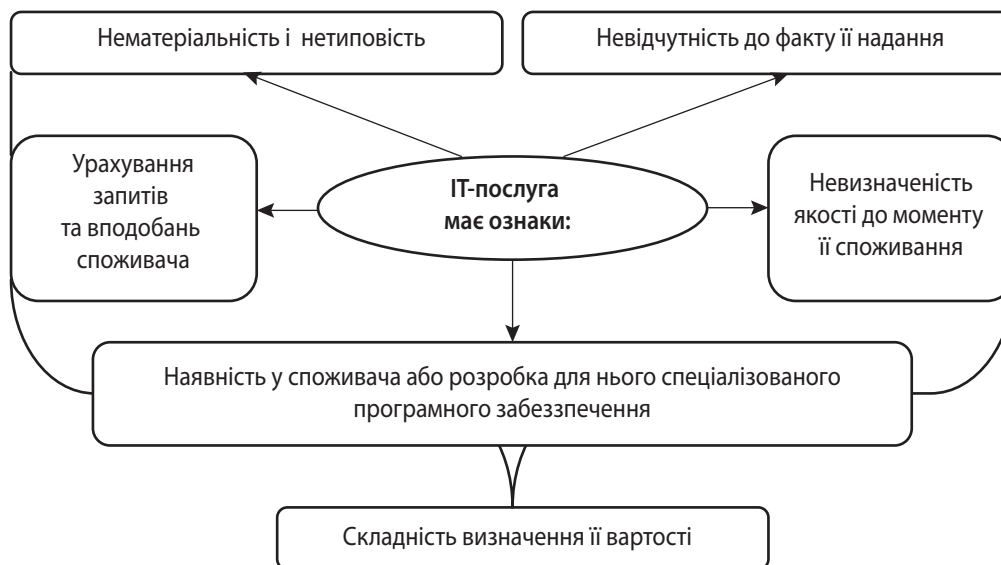 Нематеріальність і нетиповість
Невідчутність до факту її надання
Урахування
запитів
та вподобань
споживача
ІТ-послуга
має ознаки:
Невизначеність
якості до моменту
її споживання
Наявність у споживача або розробка для нього спеціалізованого
програмного забеззпечення
Складність визначення її вартості